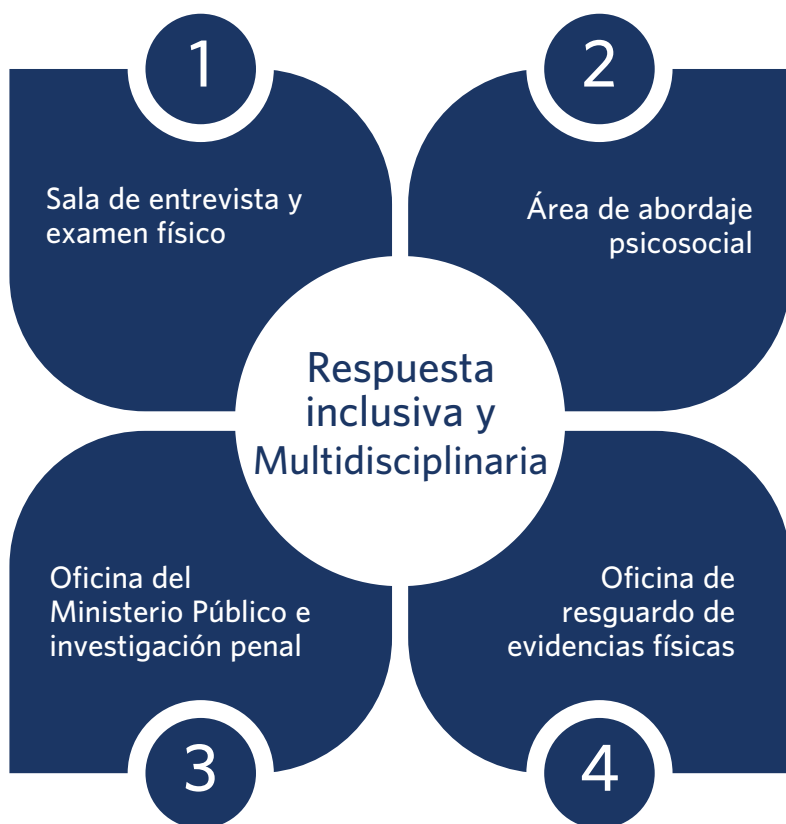 1
Sala de entrevista y
examen físico
2
Área de abordaje
psicosocial
Respuesta
inclusiva y
Multidisciplinaria
Oficina del
Ministerio Público e
investigación penal
3
Oficina de
resguardo de
evidencias físicas
4